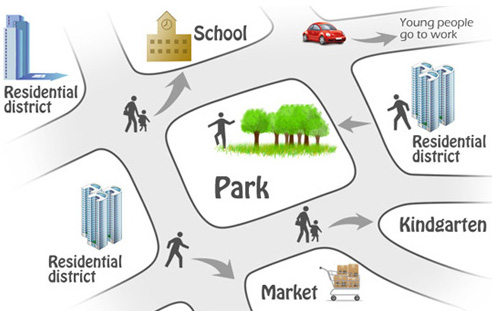 School
Young people
go to work
Residential
district
Residential
district
Park
Kindgarten
Residential
district
Market